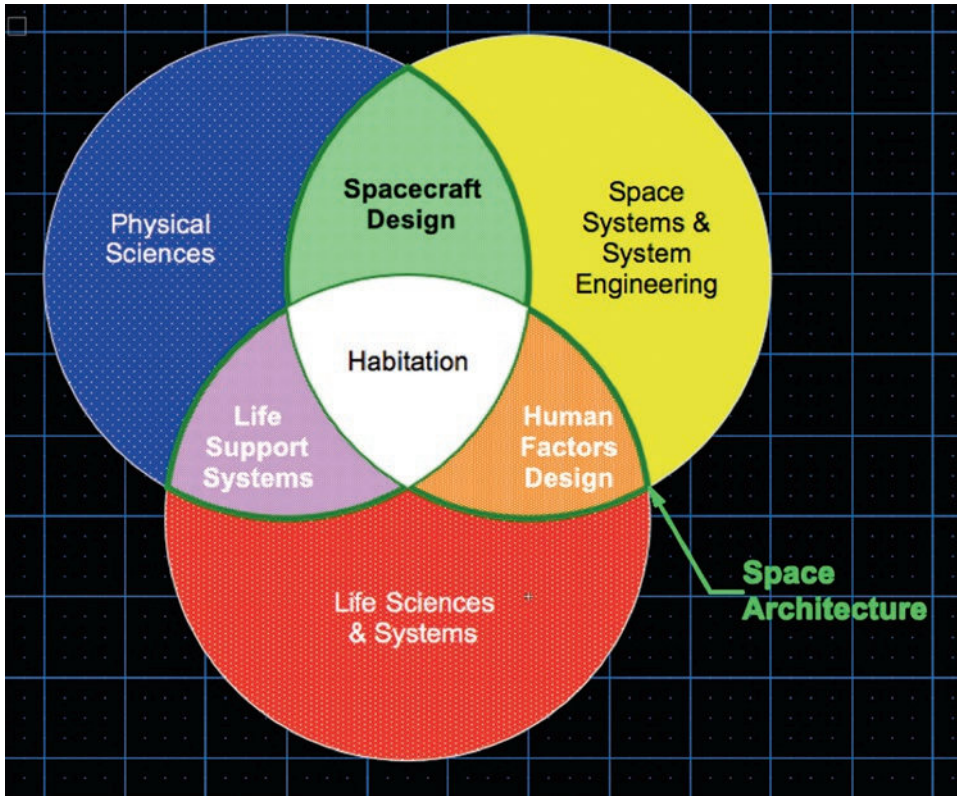 Spacecraft
Design
Physical
Sciences
Space
Systems &
System
Engineering
Habitation
Life
Support
Systems
Human
Factors
Design
Life Sciences
& Systems
Space
Architecture